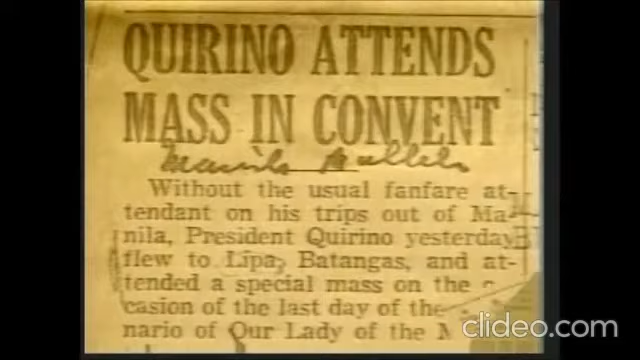 QUIRINO ATTENDS
MASS IN CONVENT
Manila Bulletin
Without the usual fanfare at-
tendant on his trips out of Ma-
nila, President Quirino yesterday
flew to Lipa, Batangas, and at-
tended a special mass on the
casion of the last day of the
nario of Our Lady of the
clideo.com